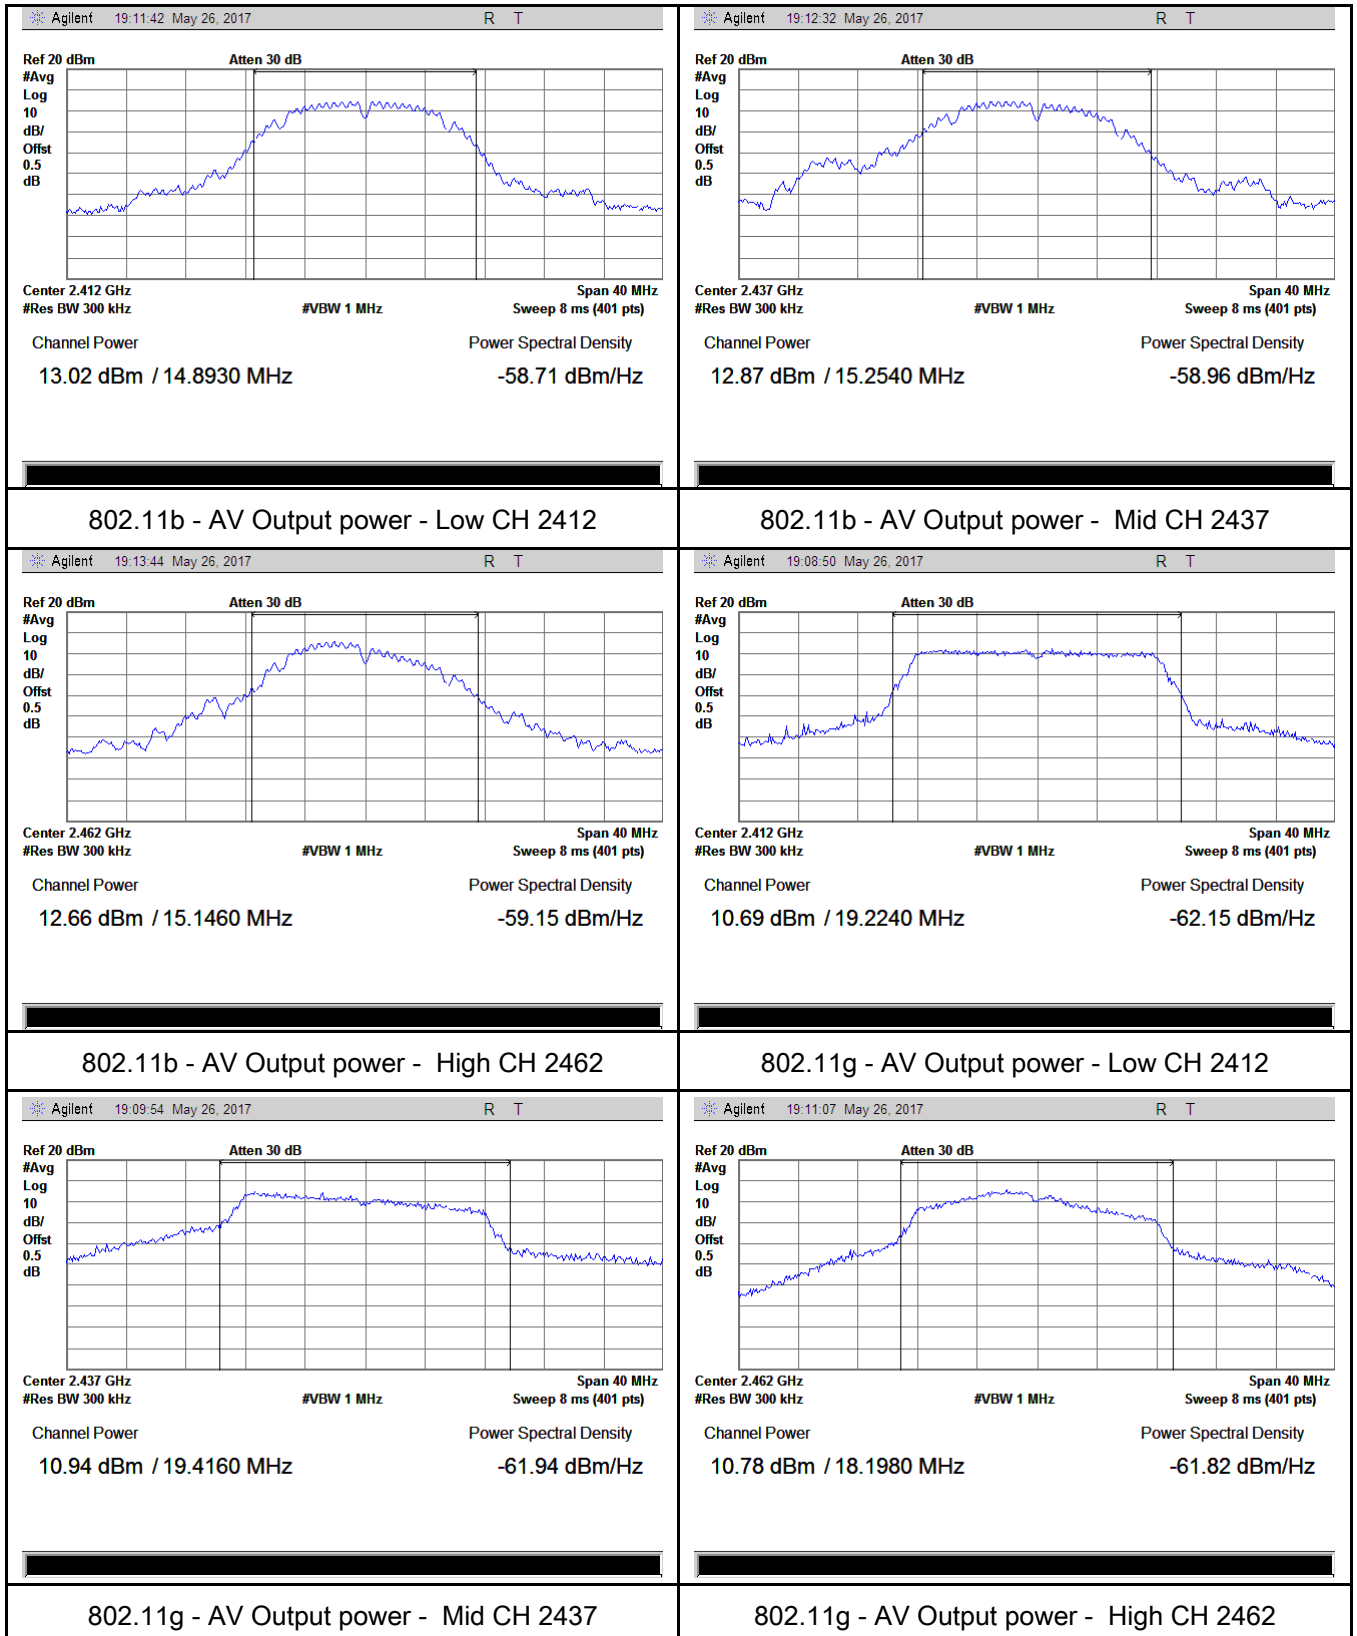 Agilent 19:11:42 May 26, 2017 R T
Ref 20 dBm Atten 30 dB
#Avg
Log
10
dB/
Offst
0.5
dB
Center 2.412 GHz Span 40 MHz
#Res BW 300 kHz #VBW 1 MHz Sweep 8 ms (401 pts)
Channel Power Power Spectral Density
13.02 dBm / 14.8930 MHz -58.71 dBm/Hz
802.11b - AV Output power - Low CH 2412
Agilent 19:12:32 May 26, 2017 R T
Ref 20 dBm Atten 30 dB
#Avg
Log
10
dB/
Offst
0.5
dB
Center 2.437 GHz Span 40 MHz
#Res BW 300 kHz #VBW 1 MHz Sweep 8 ms (401 pts)
Channel Power Power Spectral Density
12.87 dBm / 15.2540 MHz -58.96 dBm/Hz
802.11b - AV Output power - Mid CH 2437
Agilent 19:13:44 May 26, 2017 R T
Ref 20 dBm Atten 30 dB
#Avg
Log
10
dB/
Offst
0.5
dB
Center 2.462 GHz Span 40 MHz
#Res BW 300 kHz #VBW 1 MHz Sweep 8 ms (401 pts)
Channel Power Power Spectral Density
12.66 dBm / 15.1460 MHz -59.15 dBm/Hz
802.11b - AV Output power - High CH 2462
Agilent 19:08:50 May 26, 2017 R T
Ref 20 dBm Atten 30 dB
#Avg
Log
10
dB/
Offst
0.5
dB
Center 2.412 GHz Span 40 MHz
#Res BW 300 kHz #VBW 1 MHz Sweep 8 ms (401 pts)
Channel Power Power Spectral Density
10.69 dBm / 19.2240 MHz -62.15 dBm/Hz
802.11g - AV Output power - Low CH 2412
Agilent 19:09:54 May 26, 2017 R T
Ref 20 dBm Atten 30 dB
#Avg
Log
10
dB/
Offst
0.5
dB
Center 2.437 GHz Span 40 MHz
#Res BW 300 kHz #VBW 1 MHz Sweep 8 ms (401 pts)
Channel Power Power Spectral Density
10.94 dBm / 19.4160 MHz -61.94 dBm/Hz
802.11g - AV Output power - Mid CH 2437
Agilent 19:11:07 May 26, 2017 R T
Ref 20 dBm Atten 30 dB
#Avg
Log
10
dB/
Offst
0.5
dB
Center 2.462 GHz Span 40 MHz
#Res BW 300 kHz #VBW 1 MHz Sweep 8 ms (401 pts)
Channel Power Power Spectral Density
10.78 dBm / 18.1980 MHz -61.82 dBm/Hz
802.11g - AV Output power - High CH 2462